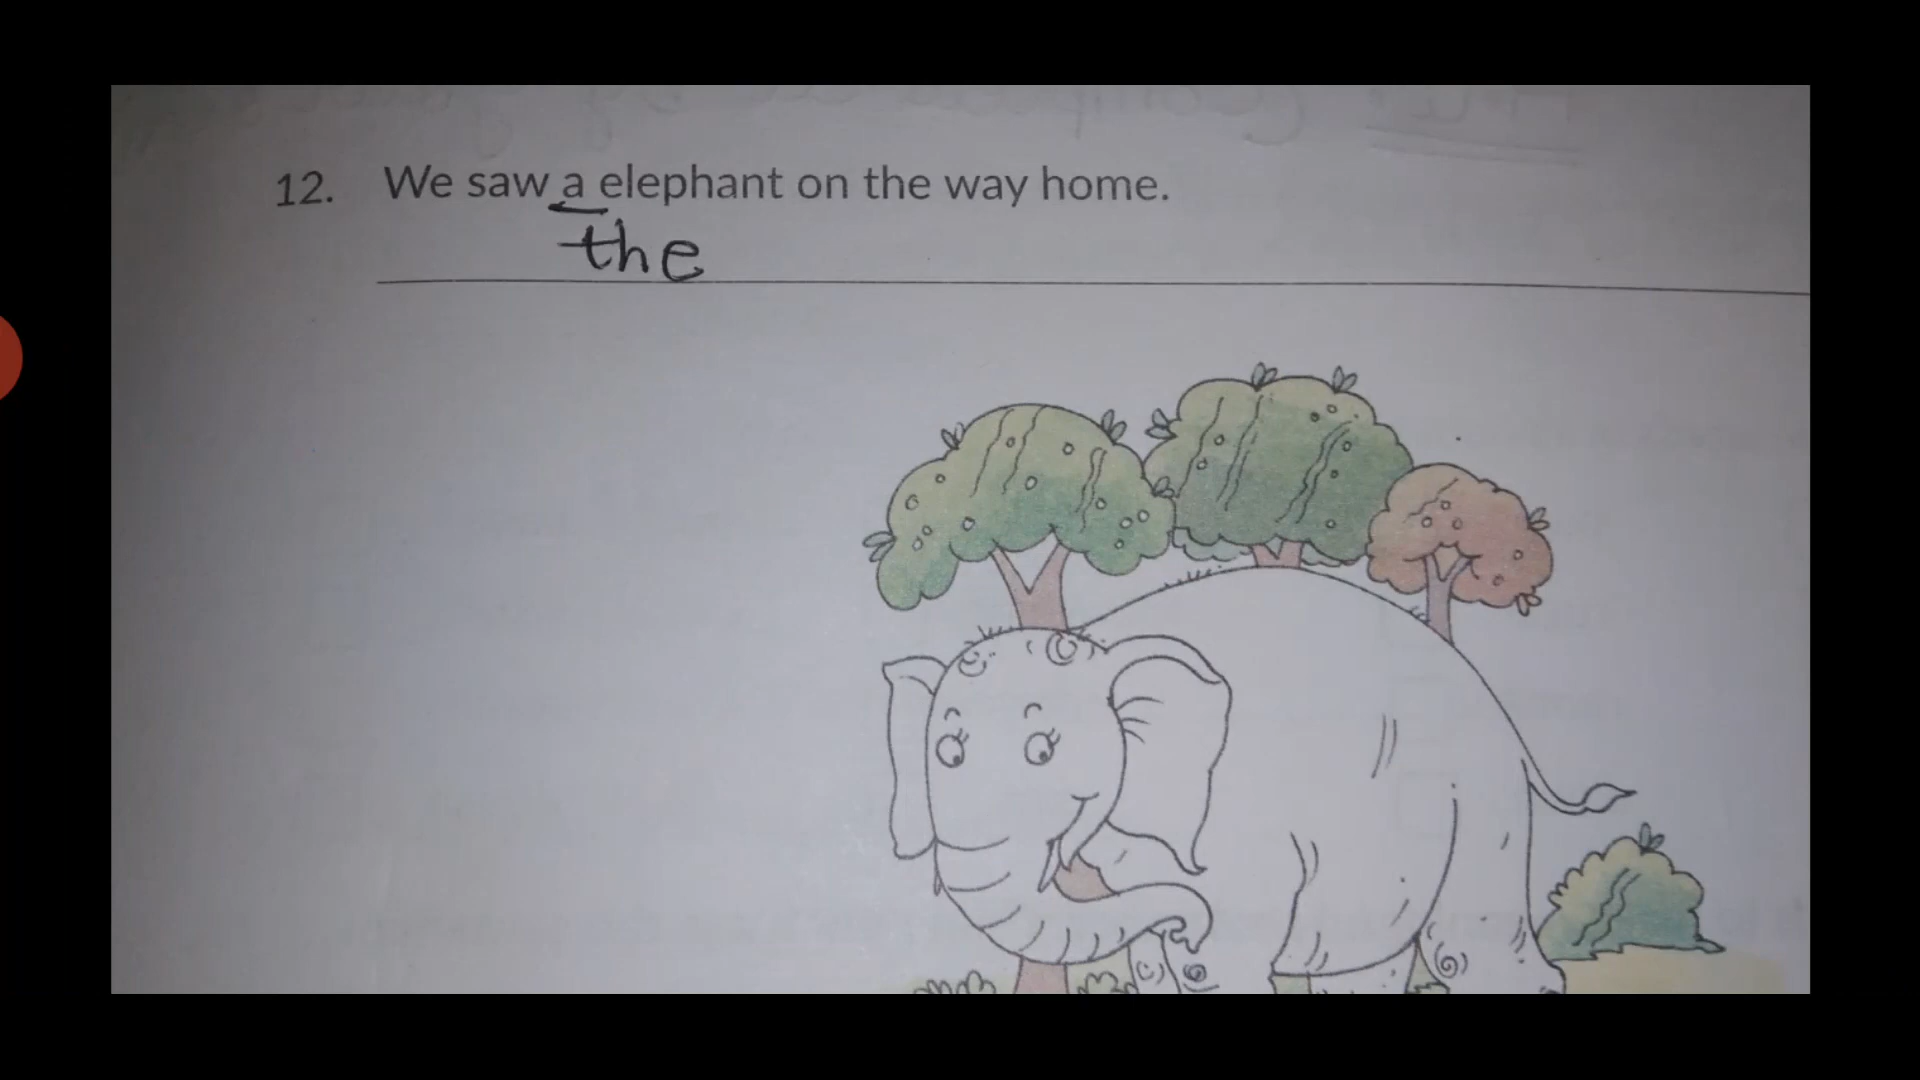 12. We saw a elephant on the way home.
the